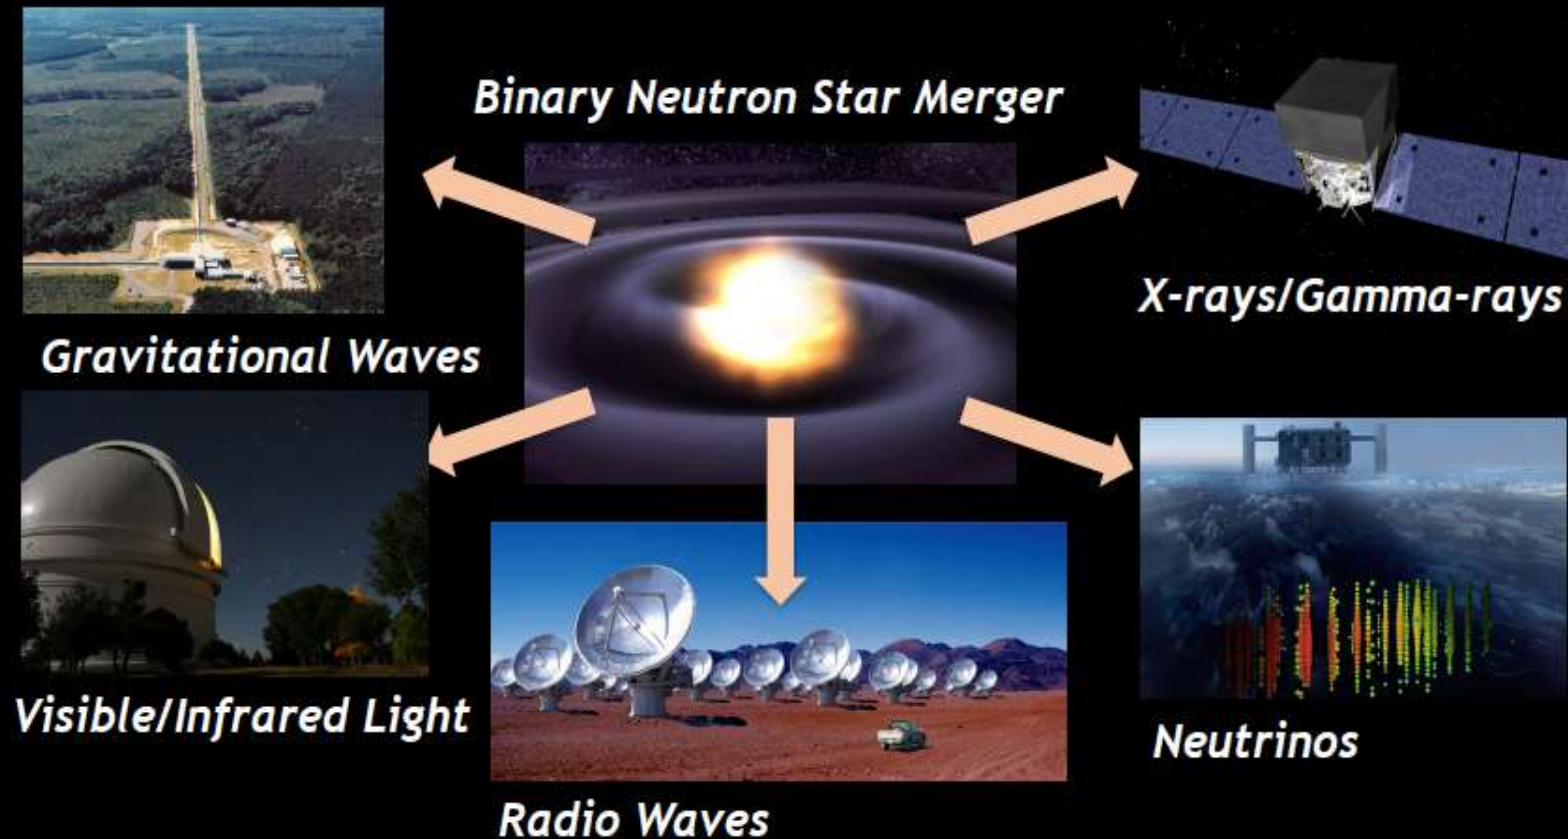 Binary Neutron Star Merger
Gravitational Waves
X-rays/Gamma-rays
Visible/Infrared Light
Radio Waves
Neutrinos